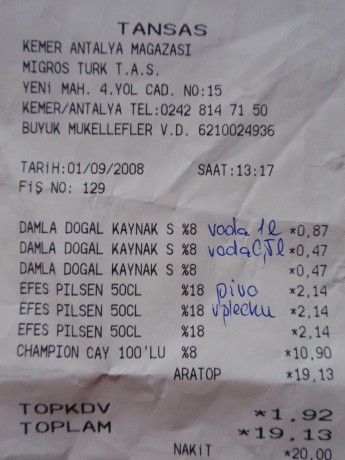 TANSAS
KEMER ANTALYA MAGAZASI
MIGROS TURK T.A.S.
YENİ MAH. 4.YOL CAD. NO:15
KEMER/ANTALYA TEL:0242 814 71 50
BUYUK MUKELLEFLER V.D. 6210024936
TARİH:01/09/2008 SAAT:13:17
FİŞ NO: 129
DAMLA DOGAL KAYNAK S %8 voda 1l *0,87
DAMLA DOGAL KAYNAK S %8 voda 0,5l *0,47
DAMLA DOGAL KAYNAK S %8 *0,47
EFES PILSEN 50CL %18 pivo *2,14
EFES PILSEN 50CL %18 v plechu *2,14
EFES PILSEN 50CL %18 *2,14
CHAMPION CAY 100'LU %8 *10,90
ARATOP *19,13
TOPKDV *1,92
TOPLAM *19,13
NAKİT *20,00